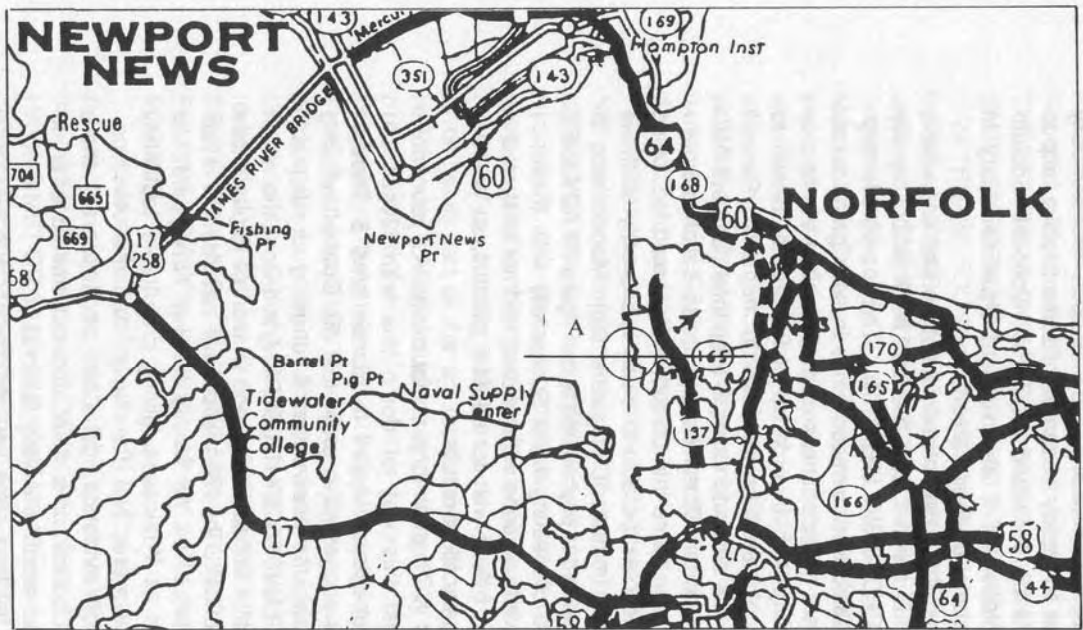 NEWPORT
NEWS
143
Mercury
169
Hampton Inst
351
143
Rescue
JAMES RIVER BRIDGE
64
704
665
60
168
669
17
258
Fishing
Pt
60
NORFOLK
Newport News
Pt
68
A
165
170
Barrel Pt
Pig Pt
165
Naval Supply
Center
Tidewater
Community
College
137
166
17
58
44
64
58